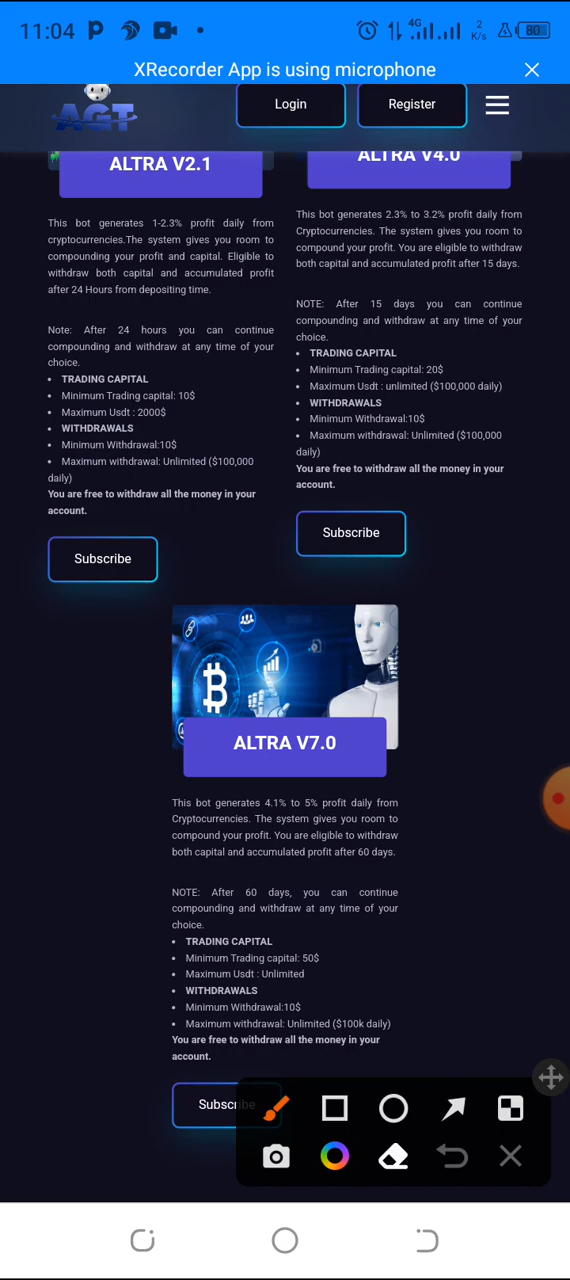 11:04
4G
2
K/s
80
XRecorder App is using microphone
AGT
Login
Register
ALTRA V2.1
This bot generates 1-2.3% profit daily from
cryptocurrencies.The system gives you room to
compounding your profit and capital. Eligible to
withdraw both capital and accumulated profit
after 24 Hours from depositing time.
Note: After 24 hours you can continue
compounding and withdraw at any time of your
choice.
• TRADING CAPITAL
• Minimum Trading capital: 10$
• Maximum Usdt : 2000$
• WITHDRAWALS
• Minimum Withdrawal:10$
• Maximum withdrawal: Unlimited ($100,000
daily)
You are free to withdraw all the money in your
account.
Subscribe
ALTRA V4.0
This bot generates 2.3% to 3.2% profit daily from
Cryptocurrencies. The system gives you room to
compound your profit. You are eligible to withdraw
both capital and accumulated profit after 15 days.
NOTE: After 15 days you can continue
compounding and withdraw at any time of your
choice.
• TRADING CAPITAL
• Minimum Trading capital: 20$
• Maximum Usdt : unlimited ($100,000 daily)
• WITHDRAWALS
• Minimum Withdrawal:10$
• Maximum withdrawal: Unlimited ($100,000
daily)
You are free to withdraw all the money in your
account.
Subscribe
ALTRA V7.0
This bot generates 4.1% to 5% profit daily from
Cryptocurrencies. The system gives you room to
compound your profit. You are eligible to withdraw
both capital and accumulated profit after 60 days.
NOTE: After 60 days, you can continue
compounding and withdraw at any time of your
choice.
• TRADING CAPITAL
• Minimum Trading capital: 50$
• Maximum Usdt : Unlimited
• WITHDRAWALS
• Minimum Withdrawal:10$
• Maximum withdrawal: Unlimited ($100k daily)
You are free to withdraw all the money in your
account.
Subscribe